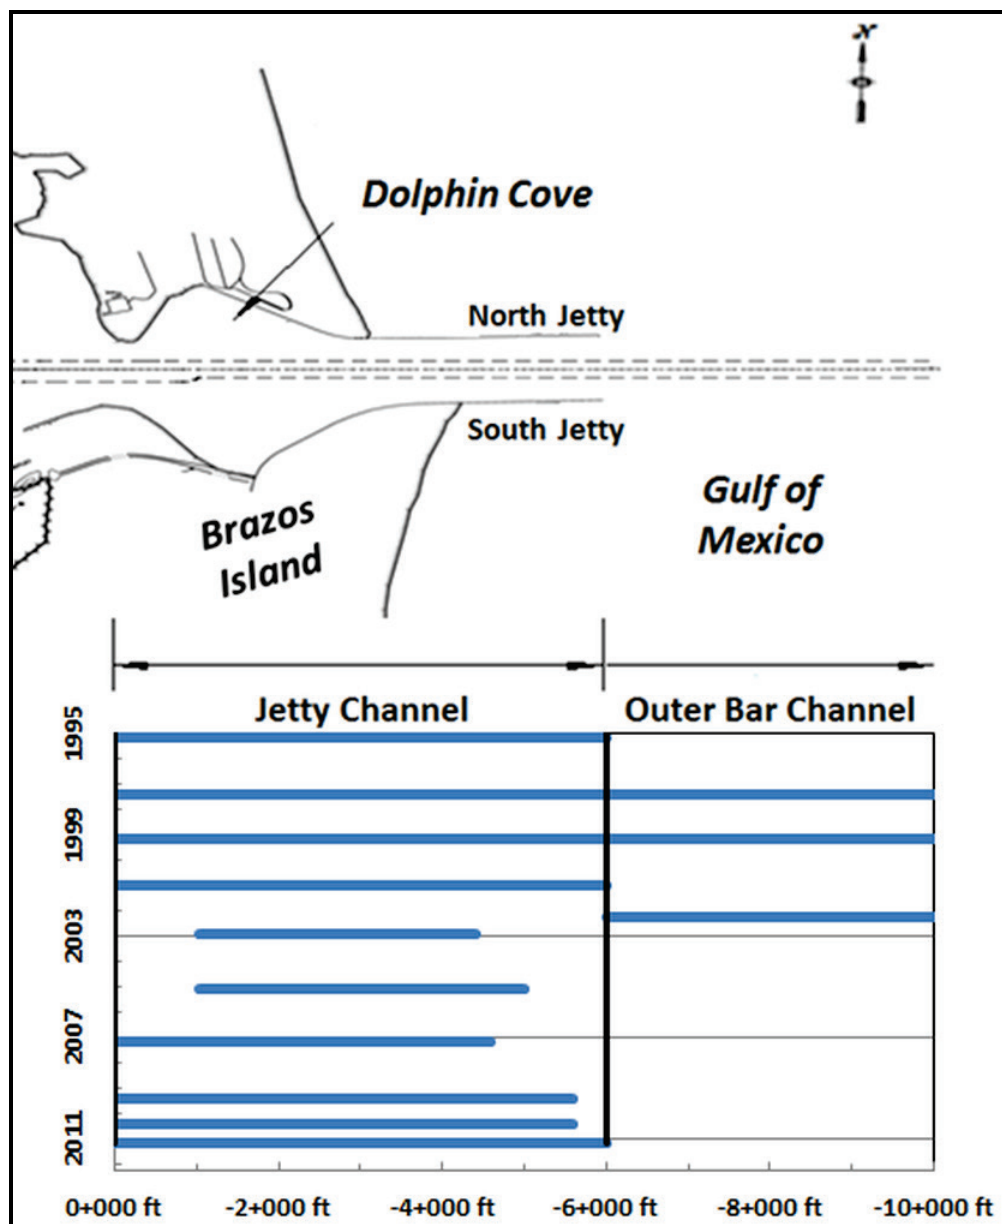 N
Dolphin Cove
North Jetty
South Jetty
Gulf of
Mexico
Brazos
Island
Jetty Channel
Outer Bar Channel
1995
1999
2003
2007
2011
0+000 ft
-2+000 ft
-4+000 ft
-6+000 ft
-8+000 ft
-10+000 ft